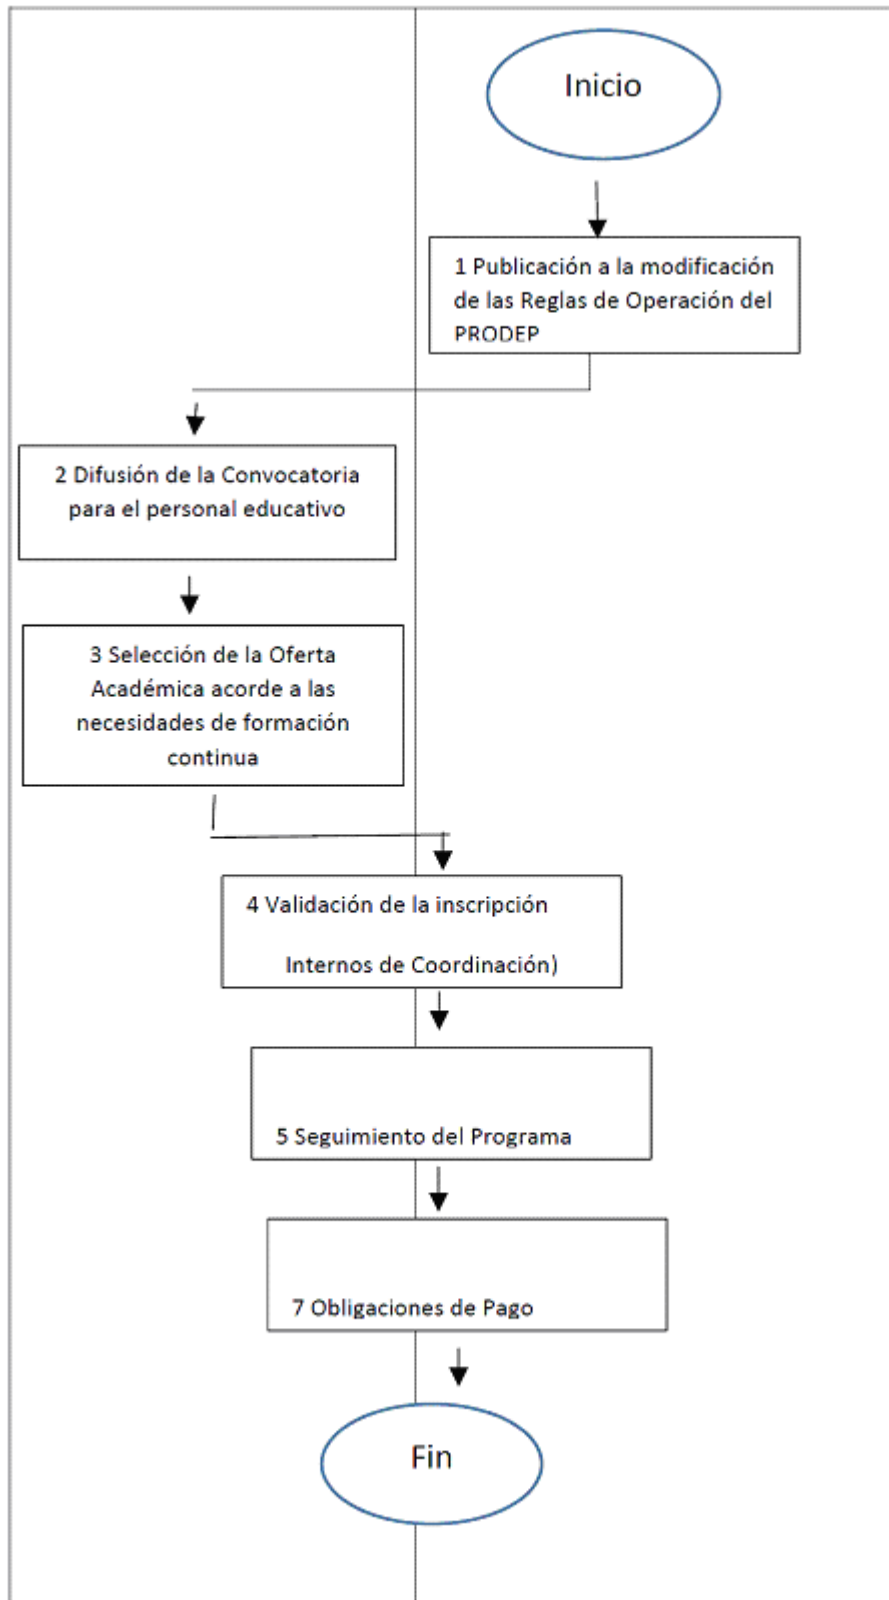 Inicio
1 Publicación a la modificación
de las Reglas de Operación del
PRODEP
2 Difusión de la Convocatoria
para el personal educativo
3 Selección de la Oferta
Académica acorde a las
necesidades de formación
continua
4 Validación de la inscripción
Internos de Coordinación)
5 Seguimiento del Programa
7 Obligaciones de Pago
Fin